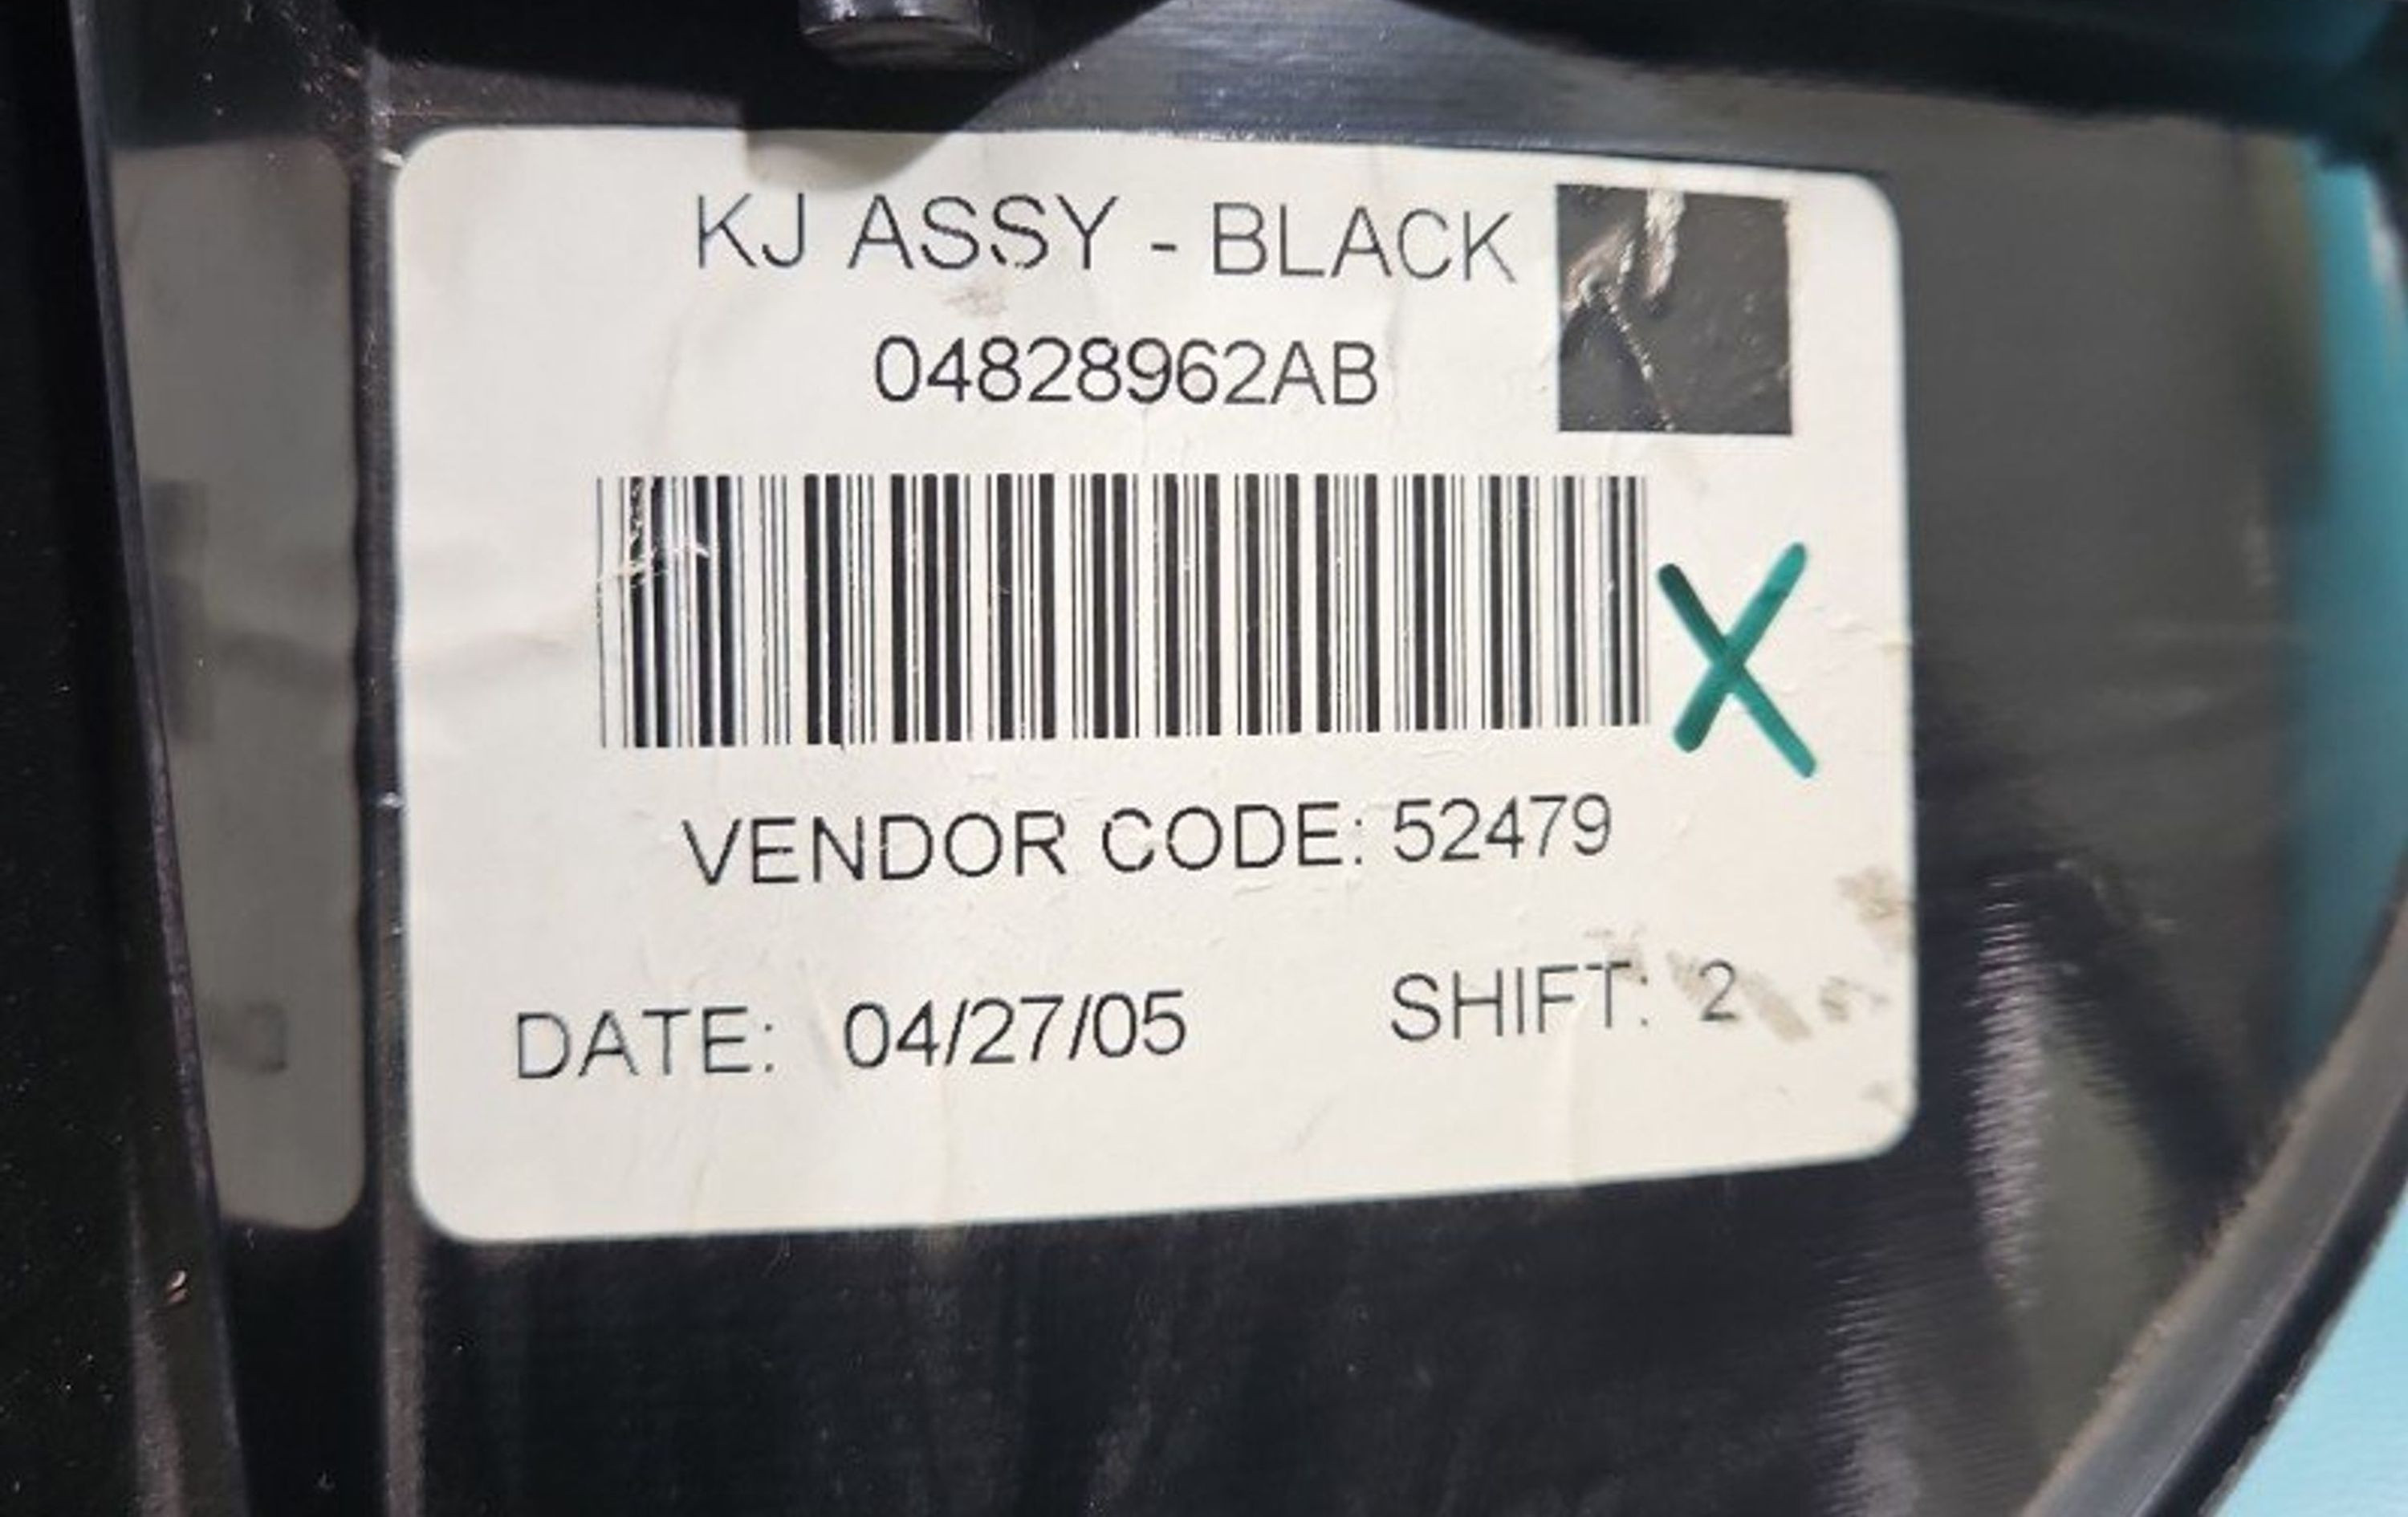 KJ ASSY - BLACK
04828962AB
X
VENDOR CODE: 52479
DATE: 04/27/05 SHIFT: 2